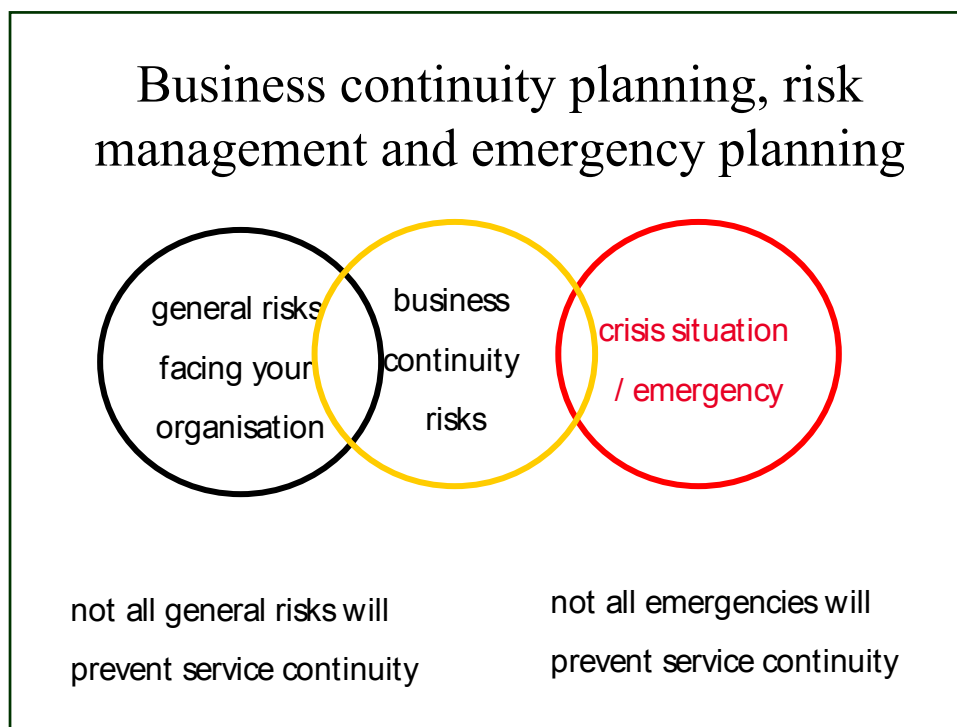 Business continuity planning, risk
management and emergency planning
general risks
facing your
organisation
business
continuity
risks
crisis situation
/ emergency
not all general risks will
prevent service continuity
not all emergencies will
prevent service continuity